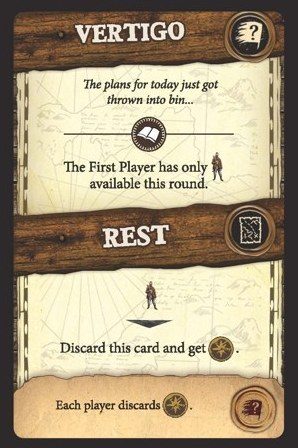 VERTIGO
The plans for today just got
thrown into bin...
The First Player has only
available this round.
REST
Discard this card and get .
Each player discards .